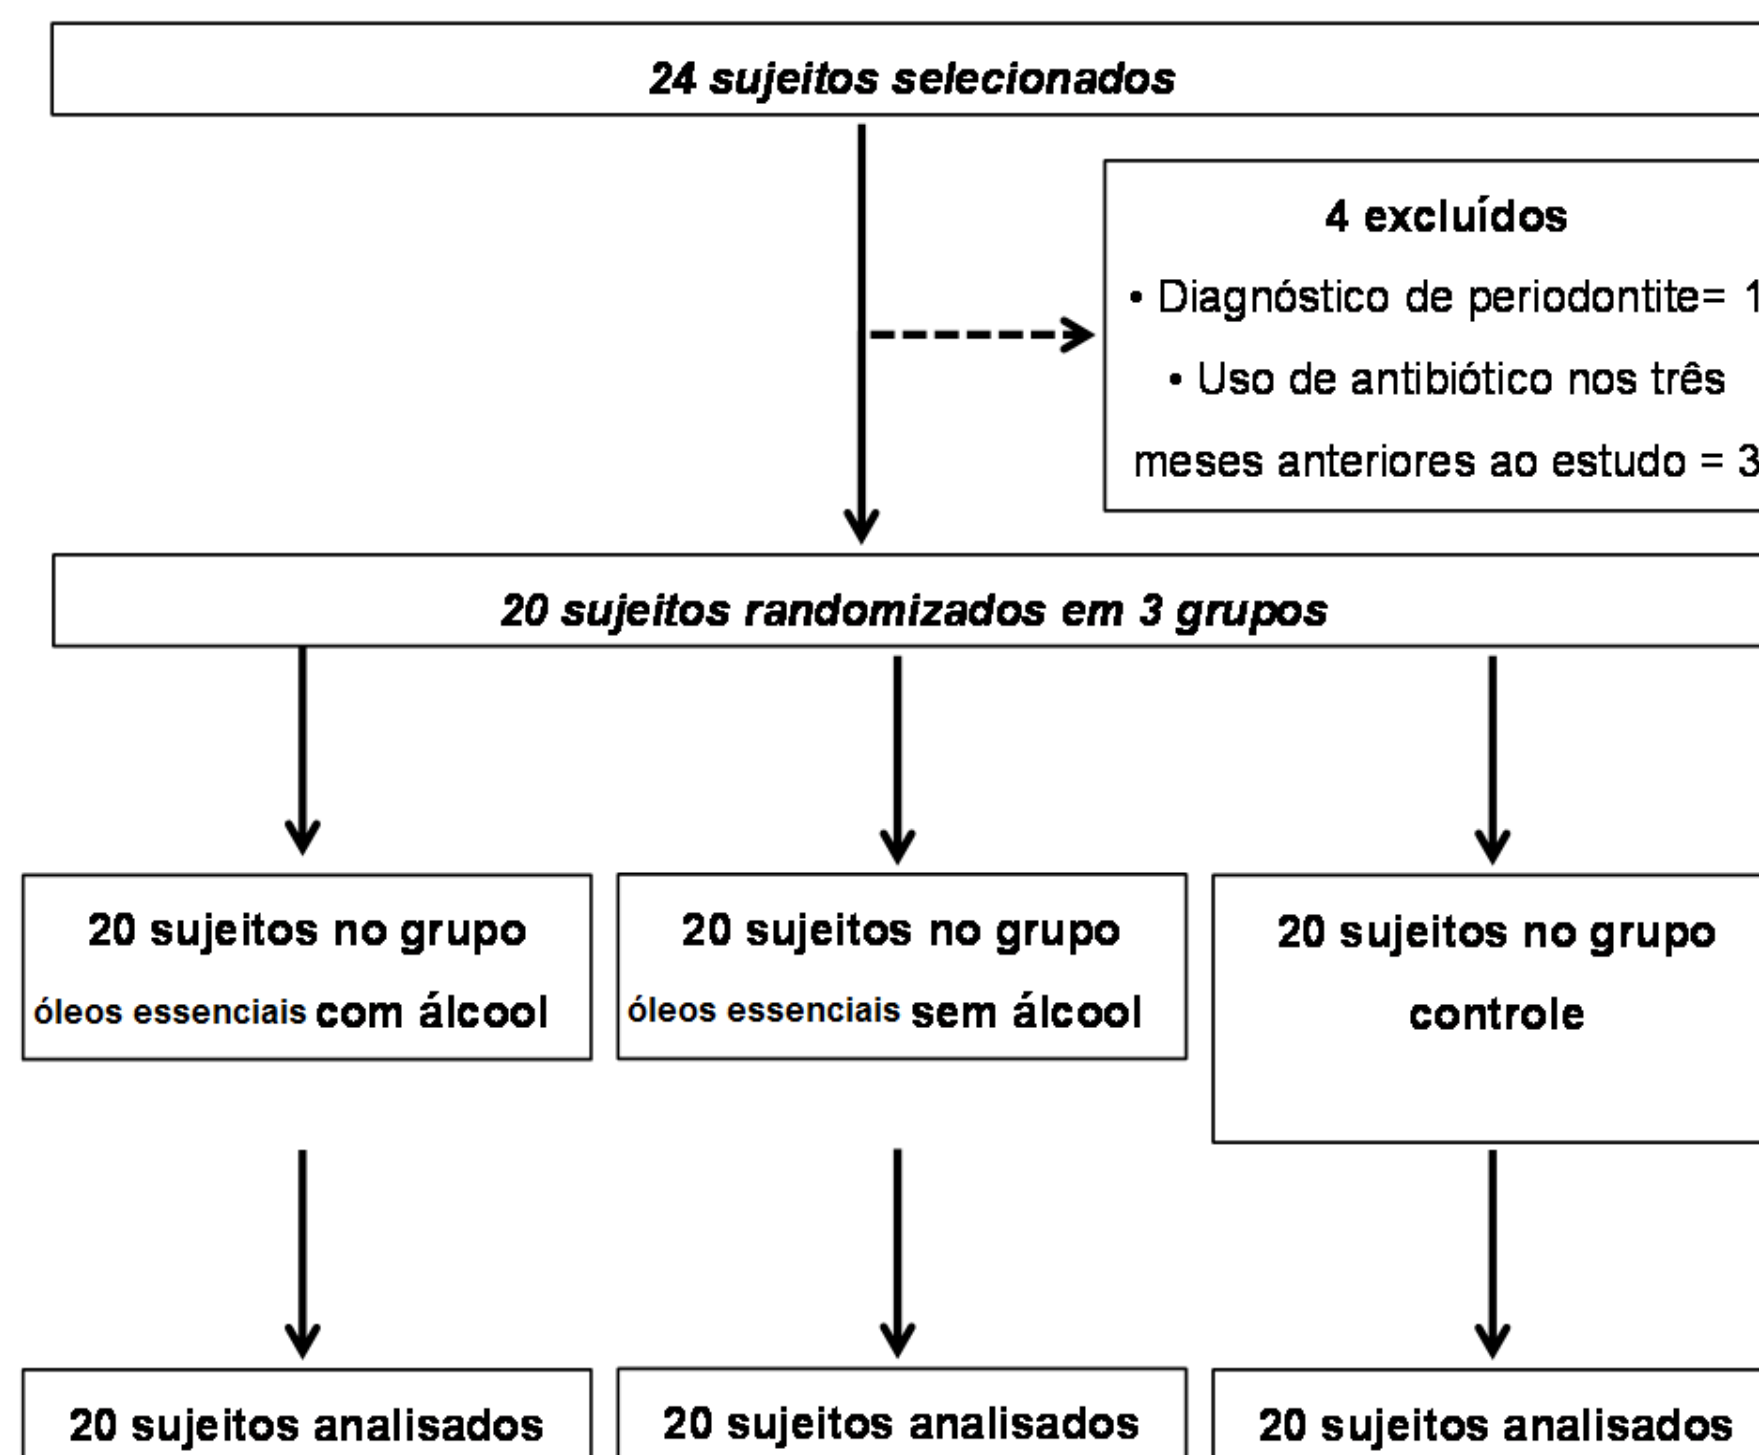 24 sujeitos selecionados
4 excluídos
• Diagnóstico de periodontite= 1
• Uso de antibiótico nos três
meses anteriores ao estudo = 3
20 sujeitos randomizados em 3 grupos
20 sujeitos no grupo
óleos essenciais com álcool
20 sujeitos no grupo
óleos essenciais sem álcool
20 sujeitos no grupo
controle
20 sujeitos analisados
20 sujeitos analisados
20 sujeitos analisados